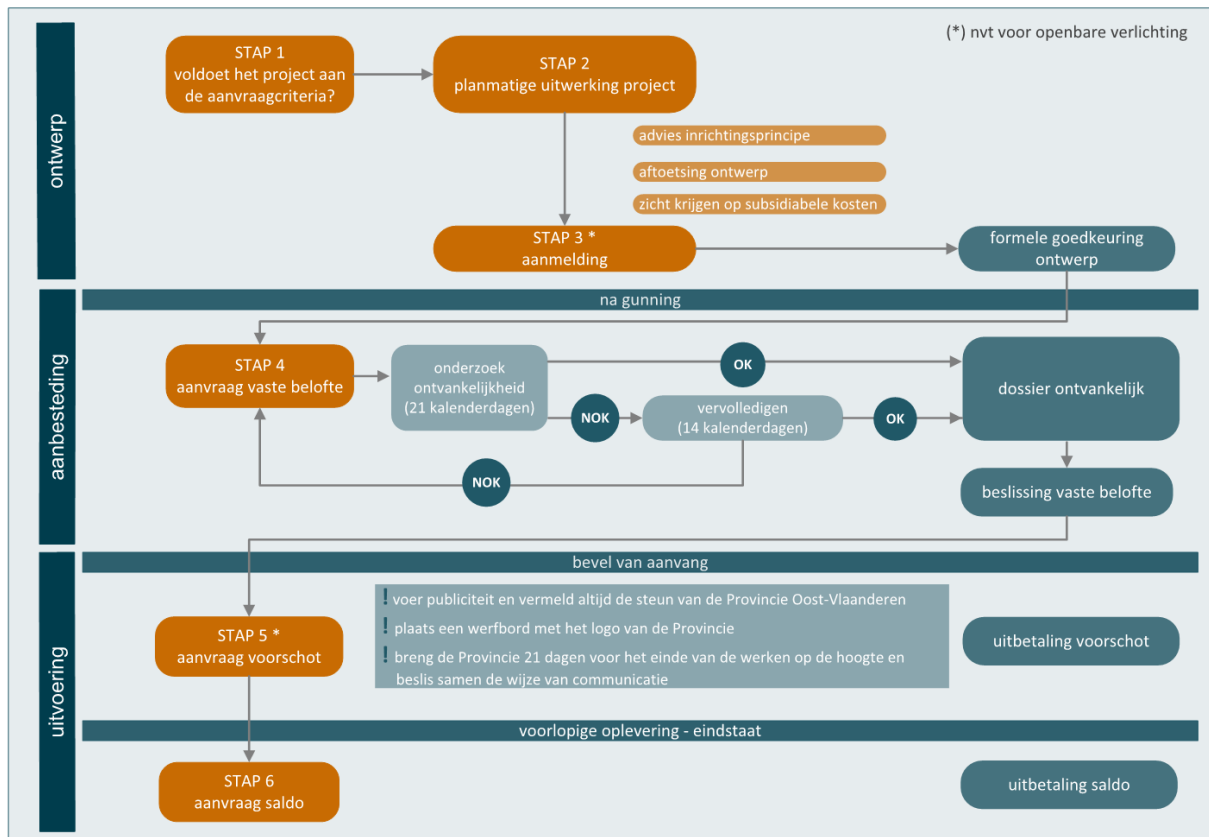 (*) nvt voor openbare verlichting
ontwerp
STAP 1
voldoet het project aan
de aanvraagcriteria?
STAP 2
planmatige uitwerking project
advies inrichtingsprincipe
aftoetsing ontwerp
zicht krijgen op subsidiabele kosten
STAP 3 *
aanmelding
formele goedkeuring
ontwerp
na gunning
aanbesteding
STAP 4
aanvraag vaste belofte
onderzoek
ontvankelijkheid
(21 kalenderdagen)
OK
NOK
vervolledigen
(14 kalenderdagen)
OK
dossier ontvankelijk
NOK
beslissing vaste belofte
bevel van aanvang
uitvoering
STAP 5 *
aanvraag voorschot
! voer publiciteit en vermeld altijd de steun van de Provincie Oost-Vlaanderen
! plaats een werfbord met het logo van de Provincie
! breng de Provincie 21 dagen voor het einde van de werken op de hoogte en
beslis samen de wijze van communicatie
uitbetaling voorschot
voorlopige oplevering - eindstaat
STAP 6
aanvraag saldo
uitbetaling saldo